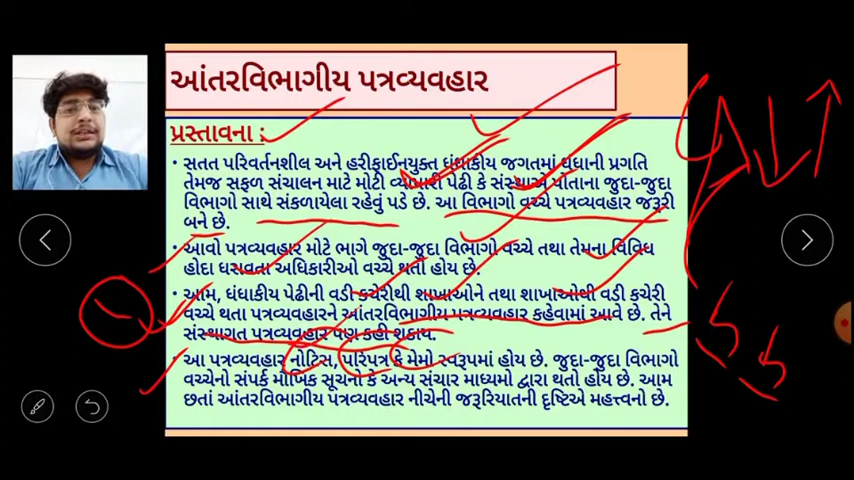 આંતરવિભાગીય પત્રવ્યવહાર
પ્રસ્તાવના :
• સતત પરિવર્તનશીલ અને હરીફાઈનયુક્ત ધંધાકીય જગતમાં ધંધાની પ્રગતિ
તેમજ સફળ સંચાલન માટે મોટી વ્યાપારી પેઢી કે સંસ્થાએ પોતાના જુદા-જુદા
વિભાગો સાથે સંકળાયેલા રહેવું પડે છે. આ વિભાગો વચ્ચે પત્રવ્યવહાર જરૂરી
બને છે.
• આવો પત્રવ્યવહાર મોટે ભાગે જુદા-જુદા વિભાગો વચ્ચે તથા તેમના વિવિધ
હોદા ધરાવતા અધિકારીઓ વચ્ચે થતો હોય છે.
• આમ, ધંધાકીય પેઢીની વડી કચેરીથી શાખાઓને તથા શાખાઓથી વડી કચેરી
વચ્ચે થતા પત્રવ્યવહારને આંતરવિભાગીય પત્રવ્યવહાર કહેવામાં આવે છે. તેને
સંસ્થાગત પત્રવ્યવહાર પણ કહી શકાય.
• આ પત્રવ્યવહાર નોટિસ, પરિપત્ર કે મેમો સ્વરૂપમાં હોય છે. જુદા-જુદા વિભાગો
વચ્ચેનો સંપર્ક મૌખિક સૂચનો કે અન્ય સંચાર માધ્યમો દ્વારા થતો હોય છે. આમ
છતાં આંતરવિભાગીય પત્રવ્યવહાર નીચેની જરૂરિયાતની દૃષ્ટિએ મહત્ત્વનો છે.